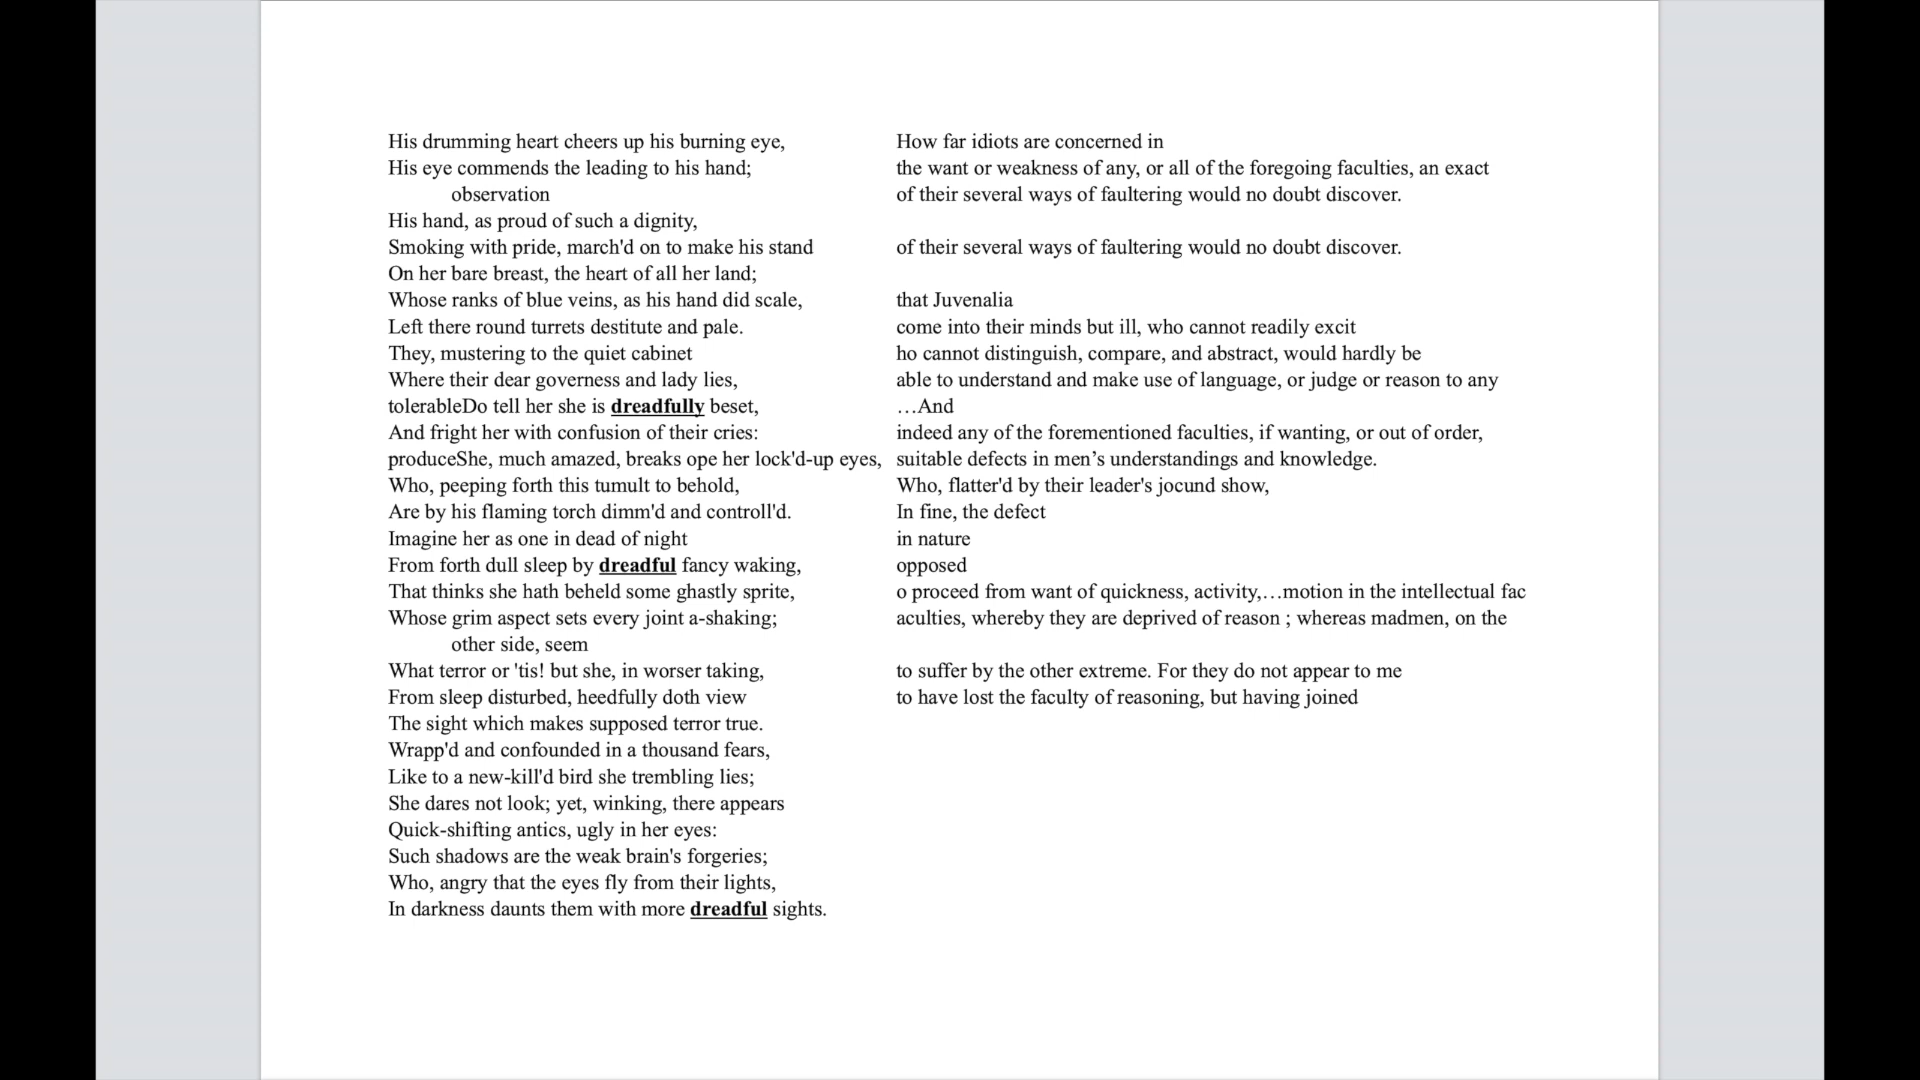 His drumming heart cheers up his burning eye,
His eye commends the leading to his hand;
observation
His hand, as proud of such a dignity,
Smoking with pride, march'd on to make his stand
On her bare breast, the heart of all her land;
Whose ranks of blue veins, as his hand did scale,
Left there round turrets destitute and pale.
They, mustering to the quiet cabinet
Where their dear governess and lady lies,
tolerableDo tell her she is dreadfully beset,
And fright her with confusion of their cries:
produceShe, much amazed, breaks ope her lock'd-up eyes,
Who, peeping forth this tumult to behold,
Are by his flaming torch dimm'd and controll'd.
Imagine her as one in dead of night
From forth dull sleep by dreadful fancy waking,
That thinks she hath beheld some ghastly sprite,
Whose grim aspect sets every joint a-shaking;
other side, seem
What terror or 'tis! but she, in worser taking,
From sleep disturbed, heedfully doth view
The sight which makes supposed terror true.
Wrapp'd and confounded in a thousand fears,
Like to a new-kill'd bird she trembling lies;
She dares not look; yet, winking, there appears
Quick-shifting antics, ugly in her eyes:
Such shadows are the weak brain's forgeries;
Who, angry that the eyes fly from their lights,
In darkness daunts them with more dreadful sights.
How far idiots are concerned in
the want or weakness of any, or all of the foregoing faculties, an exact
of their several ways of faultering would no doubt discover.
of their several ways of faultering would no doubt discover.
that Juvenalia
come into their minds but ill, who cannot readily excit
ho cannot distinguish, compare, and abstract, would hardly be
able to understand and make use of language, or judge or reason to any
…And
indeed any of the forementioned faculties, if wanting, or out of order,
suitable defects in men’s understandings and knowledge.
Who, flatter'd by their leader's jocund show,
In fine, the defect
in nature
opposed
o proceed from want of quickness, activity,…motion in the intellectual fac
aculties, whereby they are deprived of reason ; whereas madmen, on the
to suffer by the other extreme. For they do not appear to me
to have lost the faculty of reasoning, but having joined